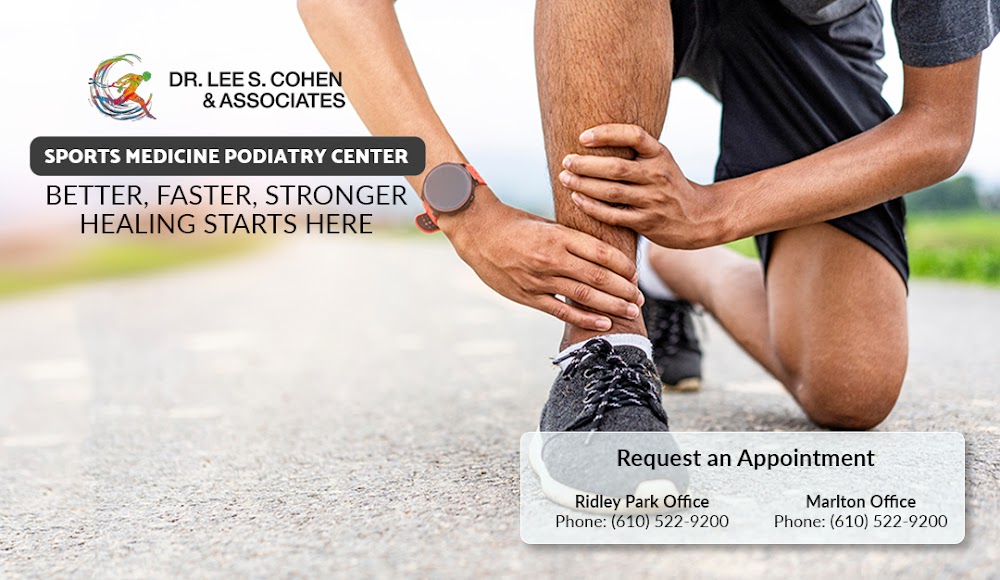 DR. LEE S. COHEN
& ASSOCIATES
SPORTS MEDICINE PODIATRY CENTER
BETTER, FASTER, STRONGER
HEALING STARTS HERE
Request an Appointment
Ridley Park Office
Phone: (610) 522-9200
Marlton Office
Phone: (610) 522-9200